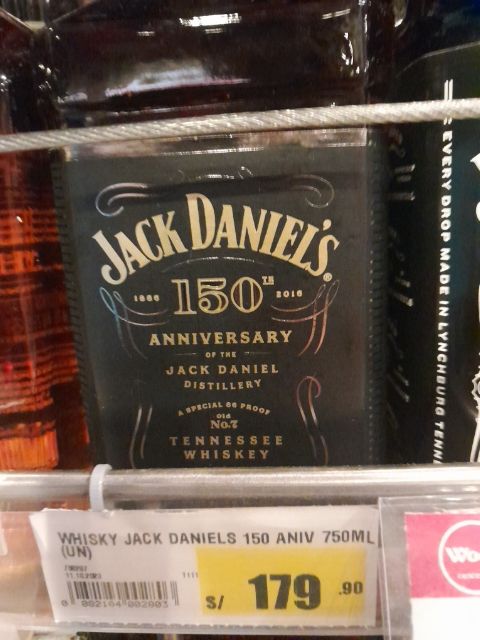 JACK DANIEL'S®
1866 150TH 2016
ANNIVERSARY
OF THE
JACK DANIEL
DISTILLERY
A SPECIAL 86 PROOF
Old
No.7
TENNESSEE
WHISKEY
EVERY DROP MADE IN LYNCHBURG TENN
WHISKY JACK DANIELS 150 ANIV 750ML
(UN)
S/ 179.90